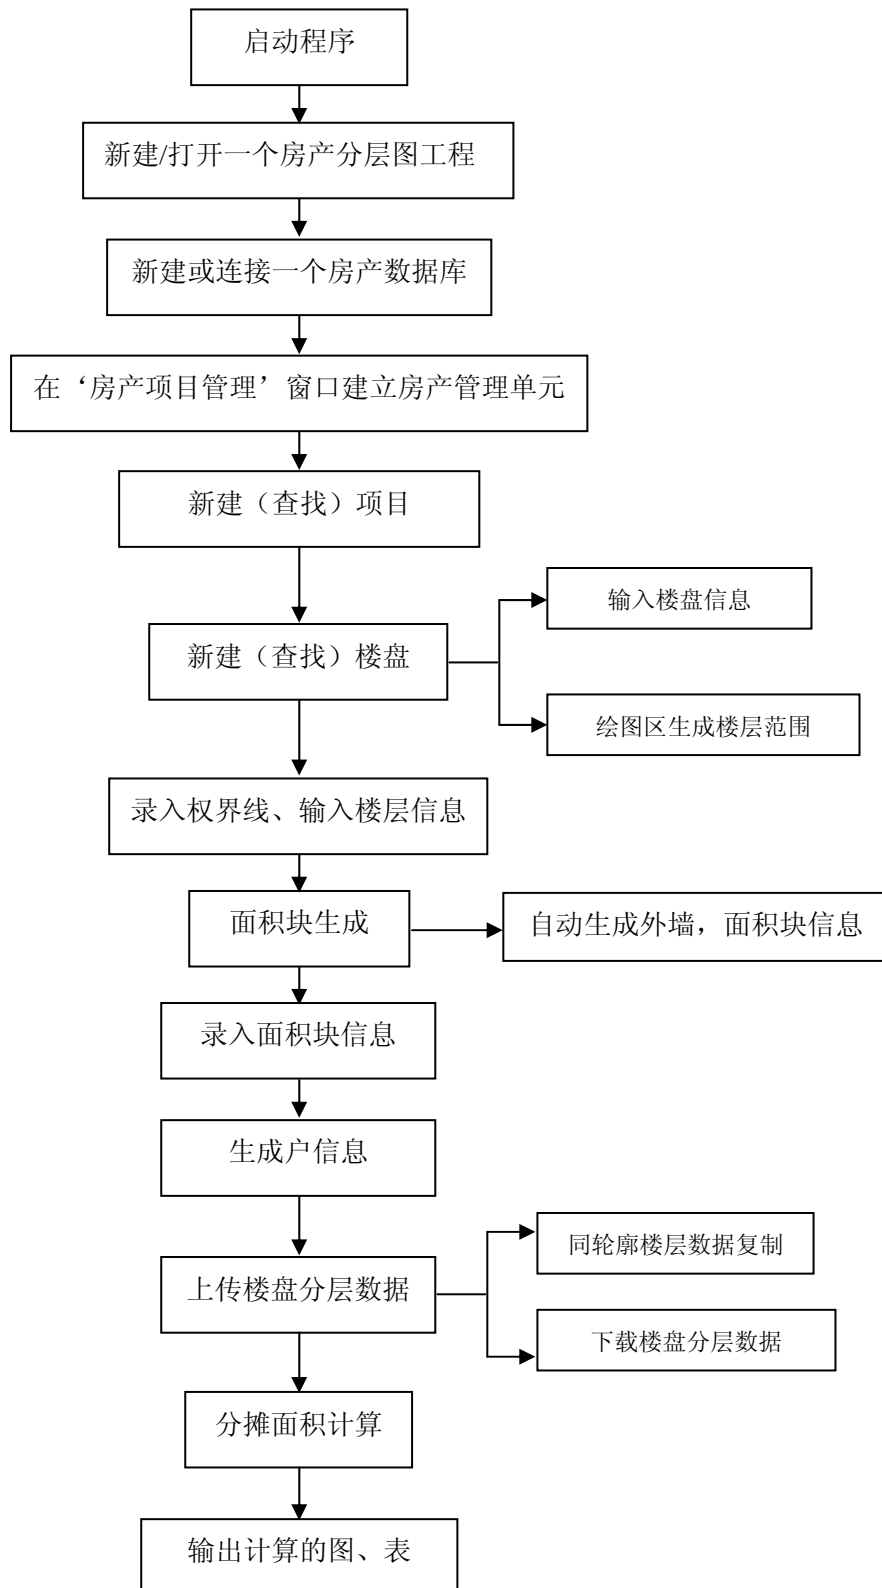 启动程序
新建/打开一个房产分层图工程
新建或连接一个房产数据库
在‘房产项目管理’窗口建立房产管理单元
新建（查找）项目
输入楼盘信息
新建（查找）楼盘
绘图区生成楼层范围
录入权界线、输入楼层信息
面积块生成
自动生成外墙，面积块信息
录入面积块信息
生成户信息
同轮廓楼层数据复制
上传楼盘分层数据
下载楼盘分层数据
分摊面积计算
输出计算的图、表